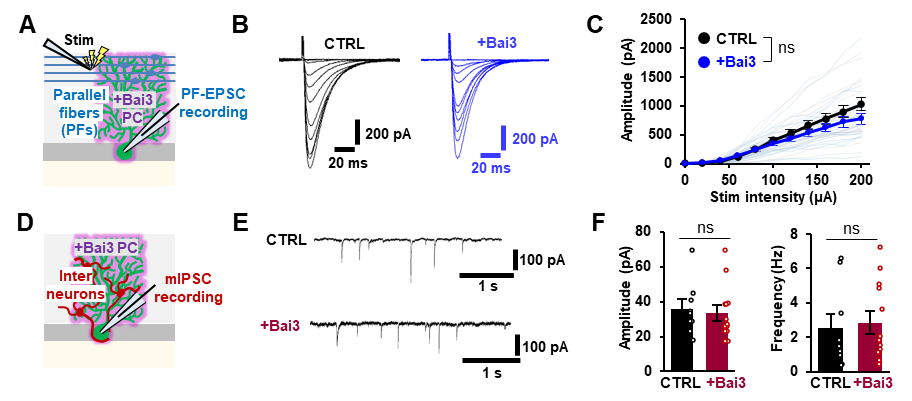 A
Stim
Parallel
fibers
(PFs)
+Bai3
PC
PF-EPSC
recording
B
CTRL
+Bai3
200 pA
20 ms
200 pA
20 ms
C
Amplitude (pA)
2500
2000
1500
1000
500
0
CTRL
+Bai3
ns
0
50
100
150
200
Stim intensity (μA)
D
+Bai3 PC
Inter
neurons
mIPSC
recording
E
CTRL
100 pA
1 s
+Bai3
100 pA
1 s
F
Amplitude (pA)
80
60
40
20
0
ns
CTRL
+Bai3
Frequency (Hz)
8
6
4
2
0
ns
CTRL
+Bai3